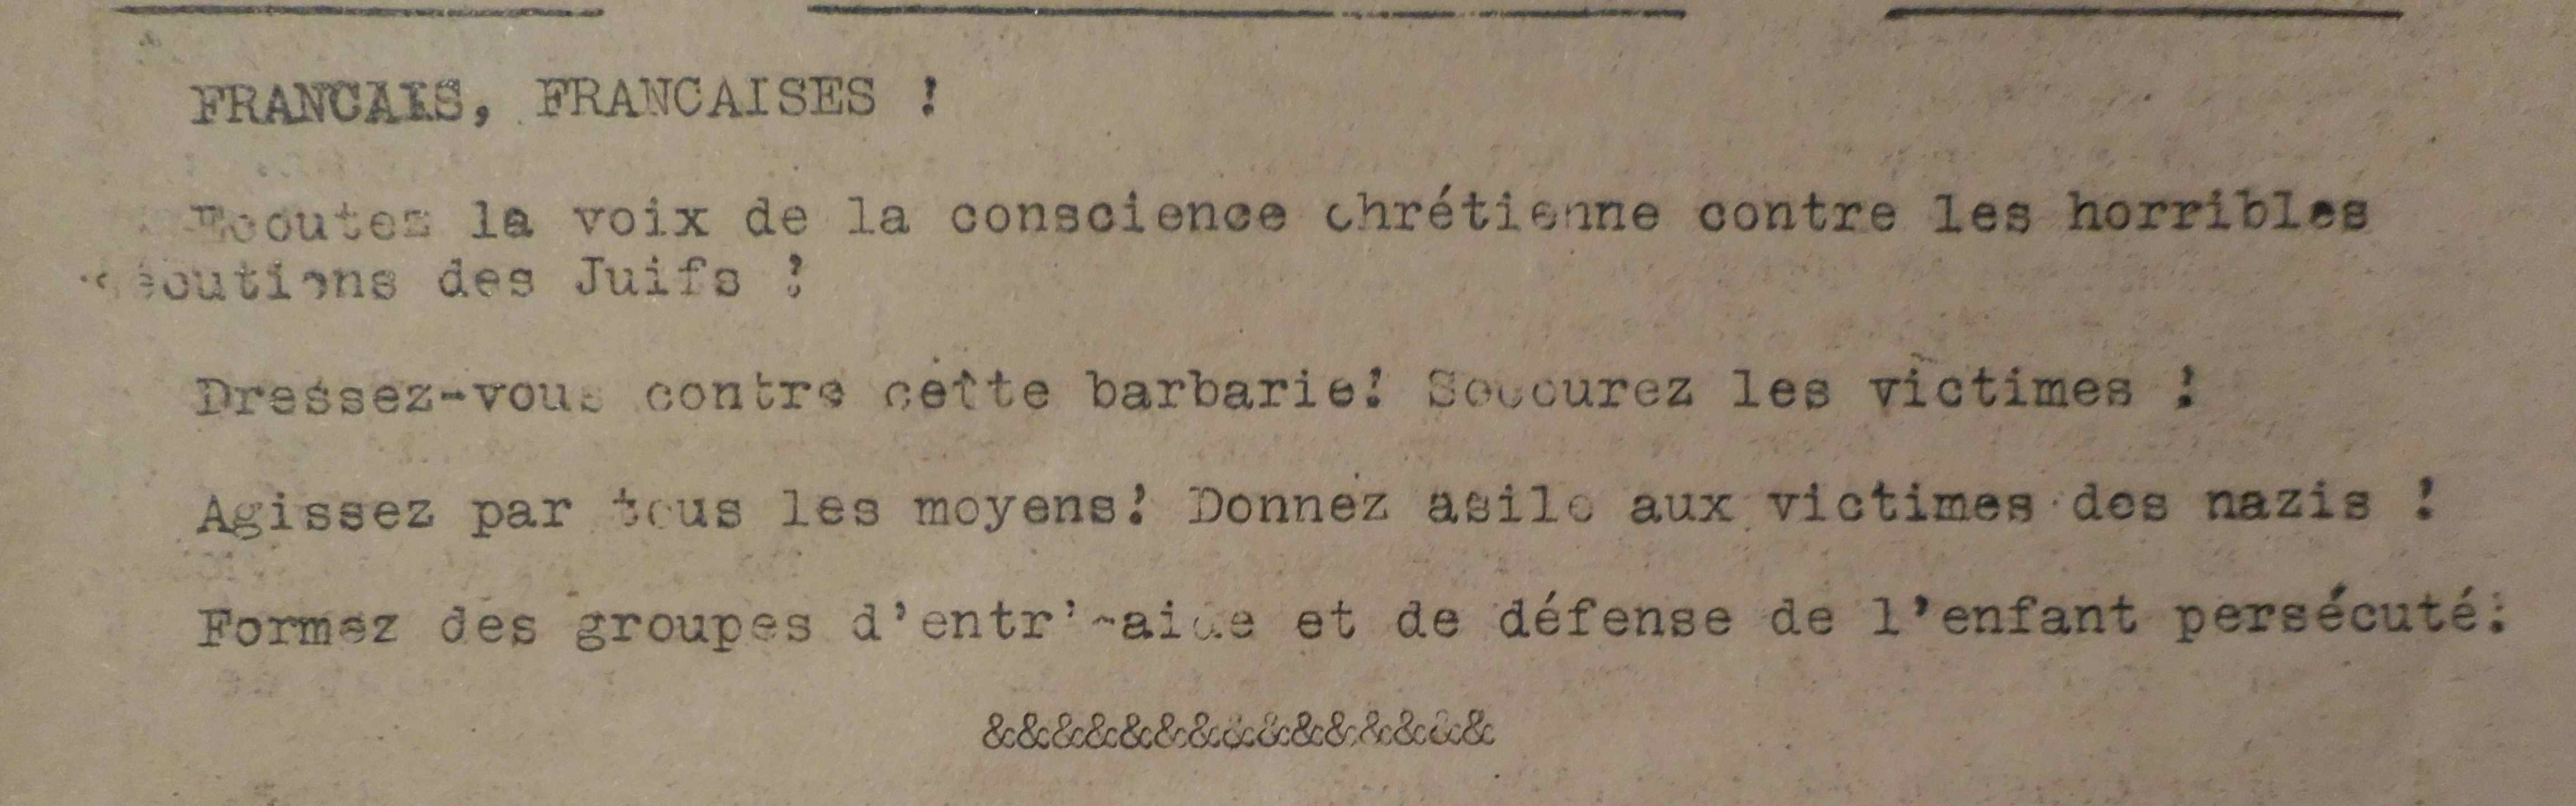 FRANCAIS, FRANCAISES !
Ecoutez la voix de la conscience chrétienne contre les horribles
écutions des Juifs !
Dressez-vous contre cette barbarie! Secourez les victimes !
Agissez par tous les moyens! Donnez asile aux victimes des nazis !
Formez des groupes d'entr'-aide et de défense de l'enfant persécuté!
&&&&&&&&&&&&&&&